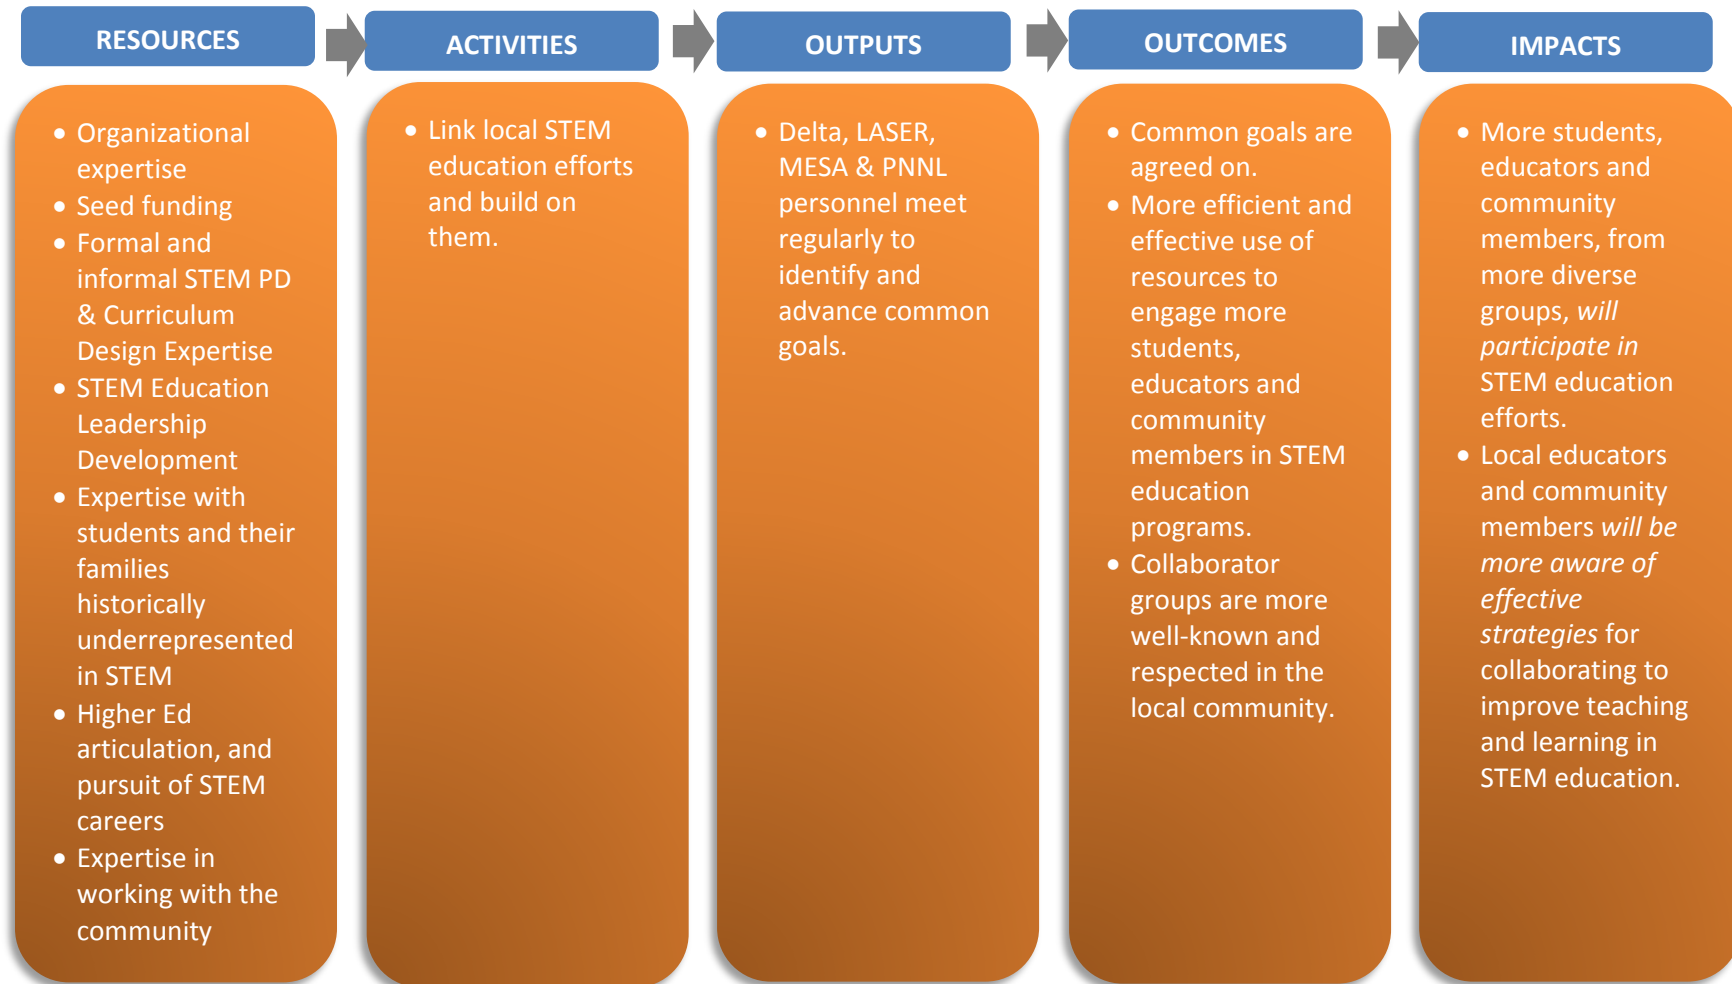 RESOURCES
ACTIVITIES
OUTPUTS
OUTCOMES
IMPACTS
• Organizational
expertise
• Seed funding
• Formal and
informal STEM PD
& Curriculum
Design Expertise
• STEM Education
Leadership
Development
• Expertise with
students and their
families
historically
underrepresented
in STEM
• Higher Ed
articulation, and
pursuit of STEM
careers
• Expertise in
working with the
community
• Link local STEM
education efforts
and build on
them.
• Delta, LASER,
MESA & PNNL
personnel meet
regularly to
identify and
advance common
goals.
• Common goals are
agreed on.
• More efficient and
effective use of
resources to
engage more
students,
educators and
community
members in STEM
education
programs.
• Collaborator
groups are more
well-known and
respected in the
local community.
• More students,
educators and
community
members, from
more diverse
groups, will
participate in
STEM education
efforts.
• Local educators
and community
members will be
more aware of
effective
strategies for
collaborating to
improve teaching
and learning in
STEM education.